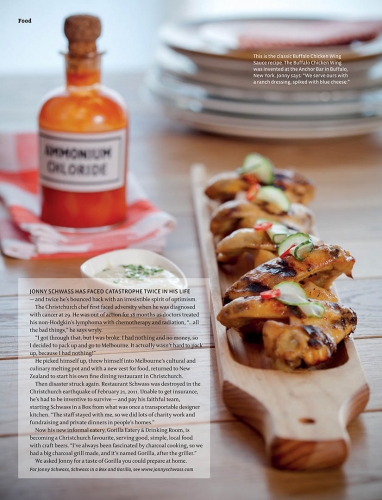 Food
This is the classic Buffalo Chicken Wing
Sauce recipe. The Buffalo Chicken Wing
was invented at the Anchor Bar in Buffalo,
New York. Jonny says: "We serve ours with
a ranch dressing, spiked with blue cheese."
AMMONIUM
CHLORIDE
JONNY SCHWASS HAS FACED CATASTROPHE TWICE IN HIS LIFE
— and twice he's bounced back with an irresistible spirit of optimism.
The Christchurch chef first faced adversity when he was diagnosed
with cancer at 29. He was out of action for 18 months as doctors treated
his non-Hodgkin's lymphoma with chemotherapy and radiation, "...all
the bad things," he says wryly.
"I got through that, but I was broke. I had nothing and no money, so
I decided to pack up and go to Melbourne. It actually wasn't hard to pack
up, because I had nothing!"
He picked himself up, threw himself into Melbourne's cultural and
culinary melting pot and with a new zest for food, returned to New
Zealand to start his own fine dining restaurant in Christchurch.
Then disaster struck again. Restaurant Schwass was destroyed in the
Christchurch earthquake of February 21, 2011. Unable to get insurance,
he's had to be inventive to survive — and pay his faithful team,
starting Schwass in a Box from what was once a transportable designer
kitchen. "The staff stayed with me, so we did lots of charity work and
fundraising and private dinners in people's homes."
Now his new informal eatery, Gorilla Eatery & Drinking Room, is
becoming a Christchurch favourite, serving good, simple, local food
with craft beers. "I've always been fascinated by charcoal cooking, so we
had a big charcoal grill made, and it's named Gorilla, after the griller."
We asked Jonny for a taste of Gorilla you could prepare at home.
For Jonny Schwass, Schwass in a Box and Gorilla, see www.jonnyschwass.com